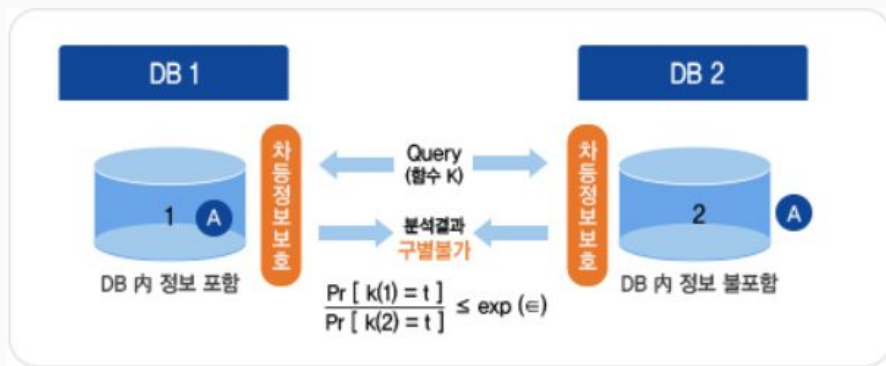 DB 1
DB 2
차등정보보호
Query
(함수 K)
차등정보보호
1
A
분석결과
구별불가
2
A
DB 內 정보 포함
DB 內 정보 불포함
Pr [ k(1) = t ]
Pr [ k(2) = t ]
≤ exp (∈)